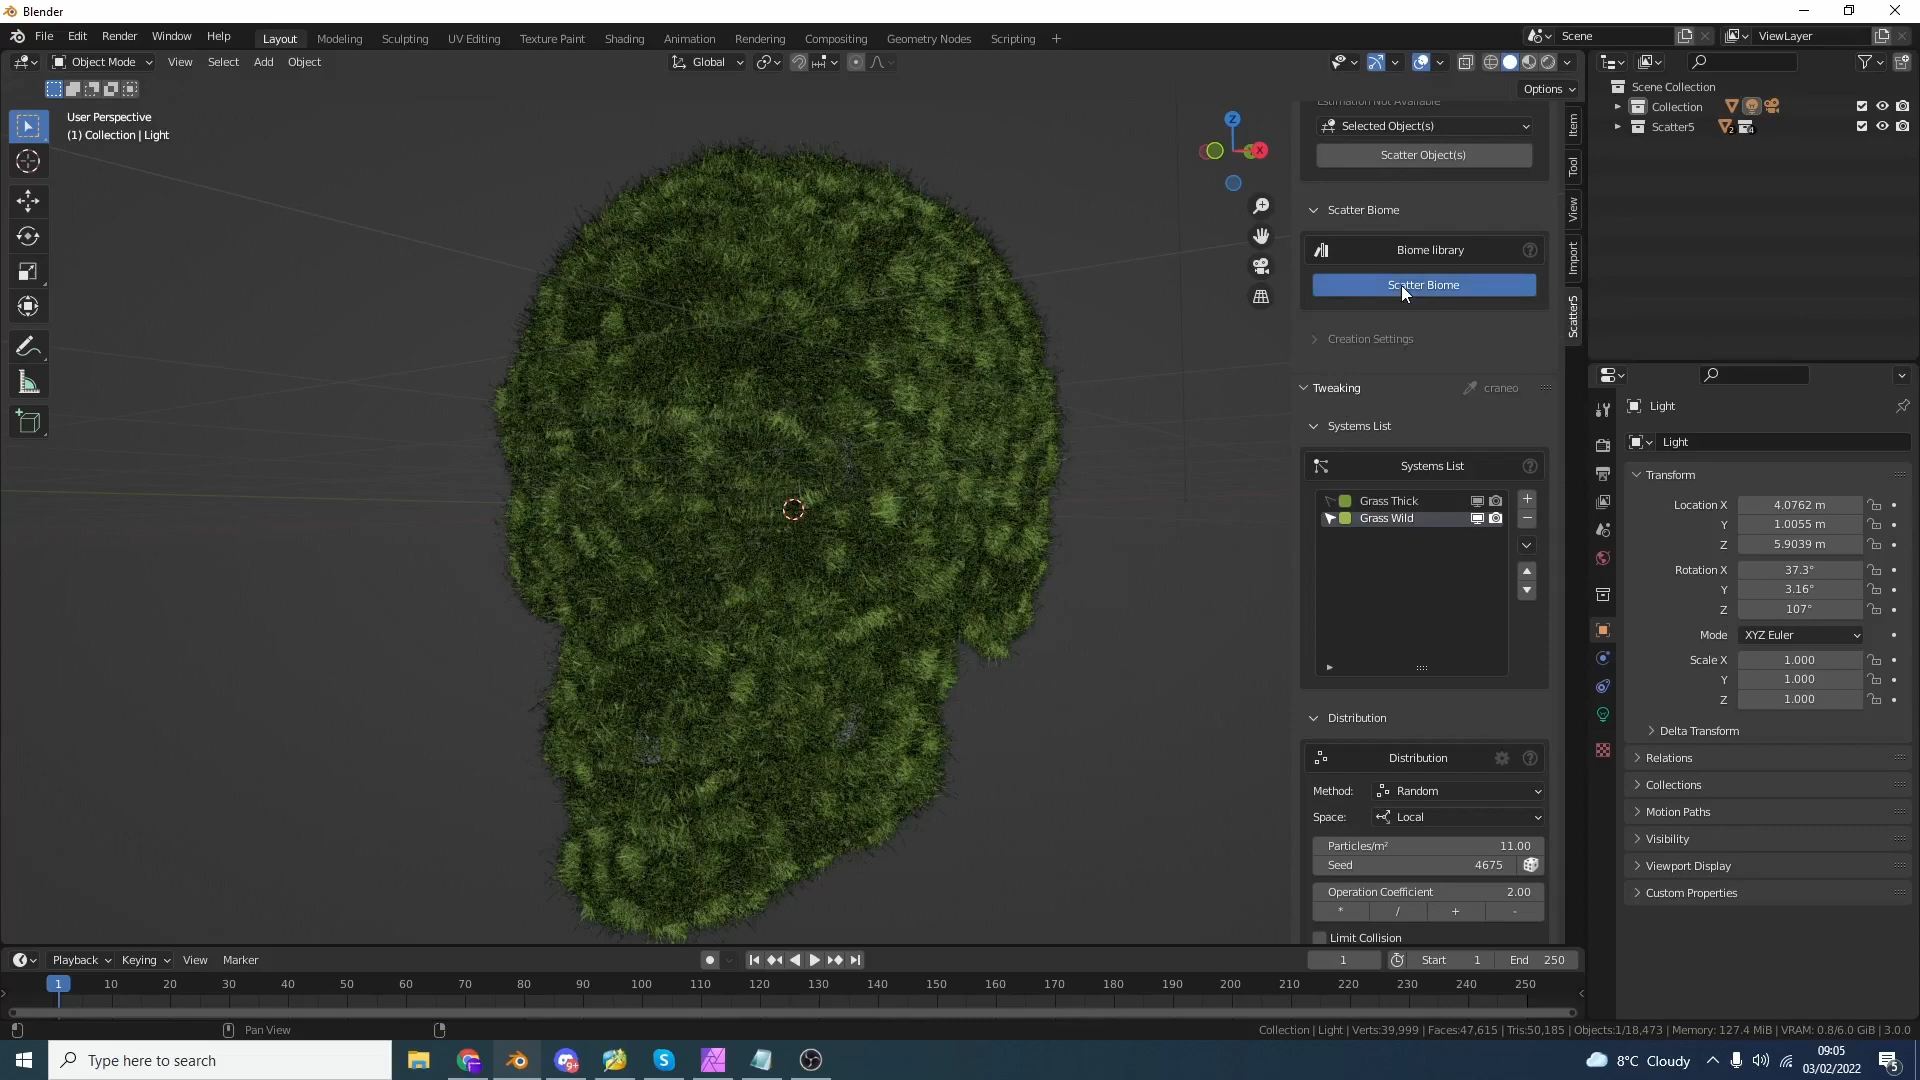 Blender
File Edit Render Window Help
Layout Modeling Sculpting UV Editing Texture Paint Shading Animation Rendering Compositing Geometry Nodes Scripting
Scene
ViewLayer
Object Mode View Select Add Object
Global
Options
User Perspective
(1) Collection | Light
Z
X
Estimation Not Available
Selected Object(s)
Scatter Object(s)
Scatter Biome
Biome library
Scatter Biome
Creation Settings
Tweaking craneo
Systems List
Systems List
Grass Thick
Grass Wild
Distribution
Distribution
Method: Random
Space: Local
Particles/m² 11.00
Seed 4675
Operation Coefficient 2.00
* / + -
Limit Collision
Item
Tool
View
Import
Scatter5
Scene Collection
Collection
Scatter5
2
4
Light
Light
Transform
Location X 4.0762 m
Y 1.0055 m
Z 5.9039 m
Rotation X 37.3°
Y 3.16°
Z 107°
Mode XYZ Euler
Scale X 1.000
Y 1.000
Z 1.000
Delta Transform
Relations
Collections
Motion Paths
Visibility
Viewport Display
Custom Properties
Playback Keying View Marker
1 Start 1 End 250
1 10 20 30 40 50 60 70 80 90 100 110 120 130 140 150 160 170 180 190 200 210 220 230 240 250
Pan View
Collection | Light | Verts:39,999 | Faces:47,615 | Tris:50,185 | Objects:1/18,473 | Memory: 127.4 MiB | VRAM: 0.8/6.0 GiB | 3.0.0
Type here to search
8°C Cloudy
09:05
03/02/2022
5